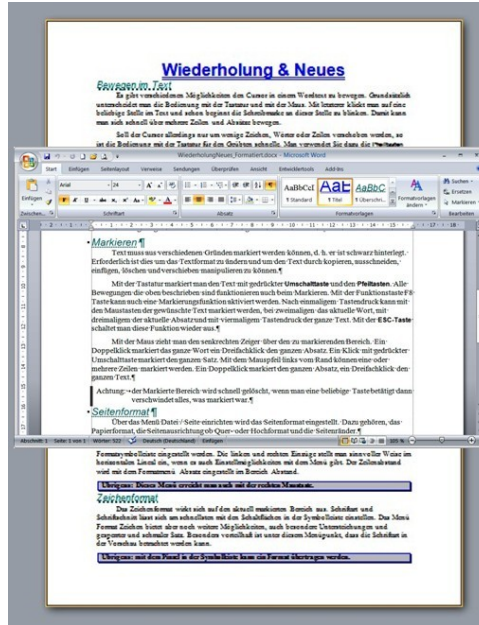 Wiederholung & Neues
Bewegen im Text
Es gibt verschiedenen Möglichkeiten den Cursor in einem Wordtext zu bewegen. Grundsätzlich
unterscheidet man die Bedienung mit der Tastatur und mit der Maus. Mit letzterer klickt man auf eine
beliebige Stelle im Text und schon beginnt die Schreibmarke an dieser Stelle zu blinken. Damit kann
man sich schnell über mehrere Zeilen und Absätze bewegen.
Soll der Cursor allerdings nur um wenige Zeichen, Wörter oder Zeilen verschoben werden, so
ist die Bedienung mit der Tastatur für den Geübten schneller. Man verwendet Sie dazu die
WiederholungNeues_Formatiert.docx - Microsoft Word
Start Einfügen Seitenlayout Verweise Sendungen Überprüfen Ansicht Entwicklertools Add-Ins
Einfügen
Arial 24
AaBbCcI AaB AaBbC
¶ Standard ¶ Titel ¶ Überschri...
Formatvorlagen ändern
Suchen
Ersetzen
Markieren
Zwischen... Schriftart Absatz Formatvorlagen Bearbeiten
Markieren ¶
Text muss aus verschiedenen Gründen markiert werden können, d. h. er ist schwarz hinterlegt.
Erforderlich ist dies um das Textformat zu ändern und um den Text durch kopieren, ausschneiden,
einfügen, löschen und verschieben manipulieren zu können.¶
Mit der Tastatur markiert man den Text mit gedrückter Umschalttaste und den Pfeiltasten. Alle
Bewegungen die oben beschrieben sind funktionieren auch beim Markieren. Mit der Funktionstaste F8
Taste kann auch eine Markierungsfunktion aktiviert werden. Nach einmaligem Tastendruck kann mit
den Maustasten der gewünschte Text markiert werden, bei zweimaligen das aktuelle Wort, mit
dreimaligem der aktuelle Absatz und mit viermaligen Tastendruck der ganze Text. Mit der ESC-Taste
schaltet man diese Funktion wieder aus.¶
Mit der Maus zieht man den senkrechten Zeiger über den zu markierenden Bereich. Ein
Doppelklick markiert das ganze Wort ein Dreifachklick den ganzen Absatz. Ein Klick mit gedrückter
Umschalttaste markiert den ganzen Satz. Mit dem Mauspfeil links vom Rand können eine oder
mehrere Zeilen markiert werden. Ein Doppelklick markiert den ganzen Absatz, ein Dreifachklick den
ganzen Text.¶
Achtung:→der Markierte Bereich wird schnell gelöscht, wenn man eine beliebige Taste betätigt dann
verschwindet alles, was markiert war.¶
Seitenformat ¶
Über das Menü Datei / Seite einrichten wird das Seitenformat eingestellt. Dazu gehören, das
Papierformat, die Seitenausrichtung ob Quer- oder Hochformat und die Seitenränder.¶
Abschnitt: 1 Seite: 1 von 1 Wörter: 522 Deutsch (Deutschland) Einfügen 100 %
Formatsymbolleiste eingestellt werden. Die linken und rechten Einzüge stellt man sinnvoller Weise im
horizontalen Lineal ein, wenn es auch Einstellmöglichkeiten mit dem Menü gibt. Der Zeilenabstand
wird mit dem Formatmenü Absatz eingestellt im Bereich Abstand.
Übrigens: Dieses Menü erreicht man auch mit der rechten Maustaste.
Zeichenformat
Das Zeichenformat wirkt sich auf den aktuell markierten Bereich aus. Schriftart und
Schriftschnitt lässt sich am schnellsten mit den Schaltflächen in der Symbolleiste einstellen. Das Menü
Format Zeichen bietet aber noch weitere Möglichkeiten, auch besondere Unterstreichungen und
gesperrter und schmaler Satz. Besonders vorteilhaft ist unter diesem Menüpunkt, dass die Schriftart in
der Vorschau betrachtet werden kann.
Übrigens: mit dem Pinsel in der Symbolleiste kann ein Format übertragen werden.